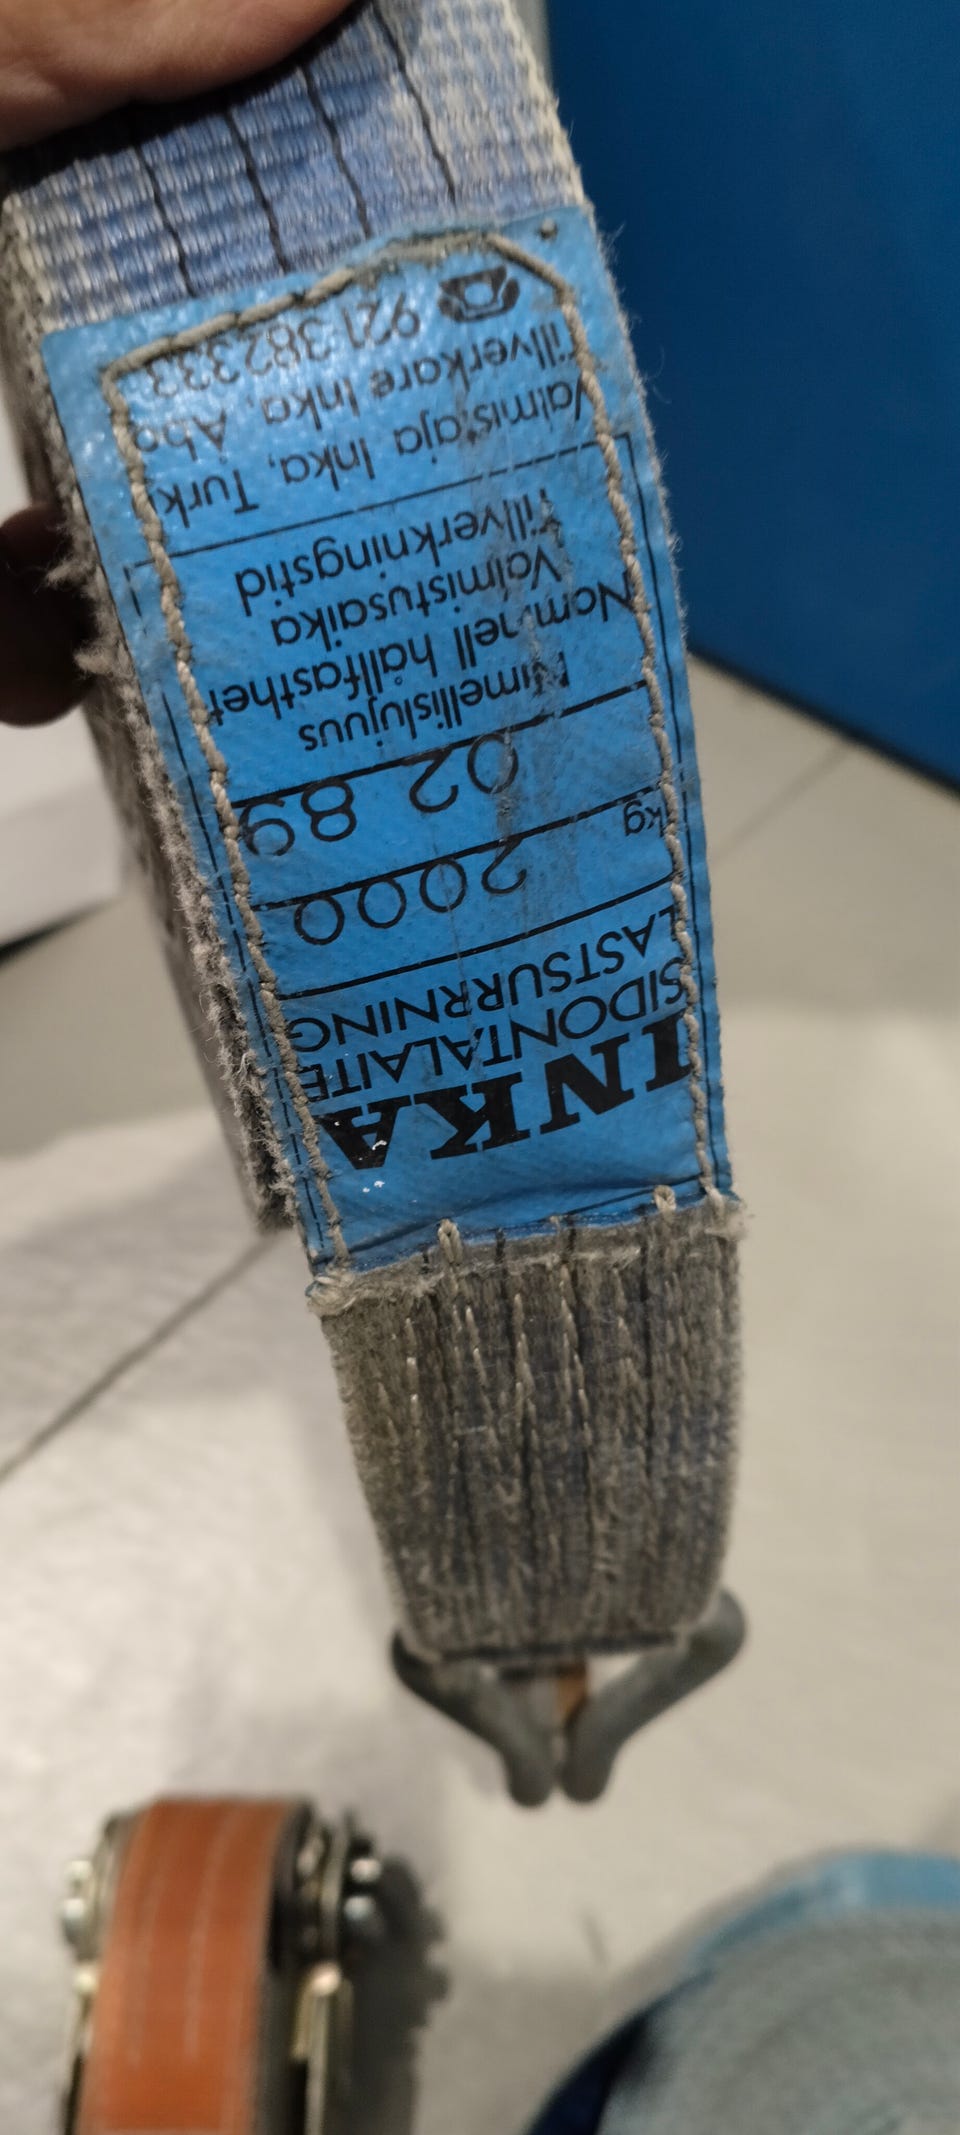 INKA
SIDONTALAITE
LASTSURRNING
kg 2000
02 89
Nimellislujuus
Nominell hållfasthet
Valmistusaika
Tillverkningstid
Valmistaja Inka, Turku
Tillverkare Inka, Åbo
921 382333